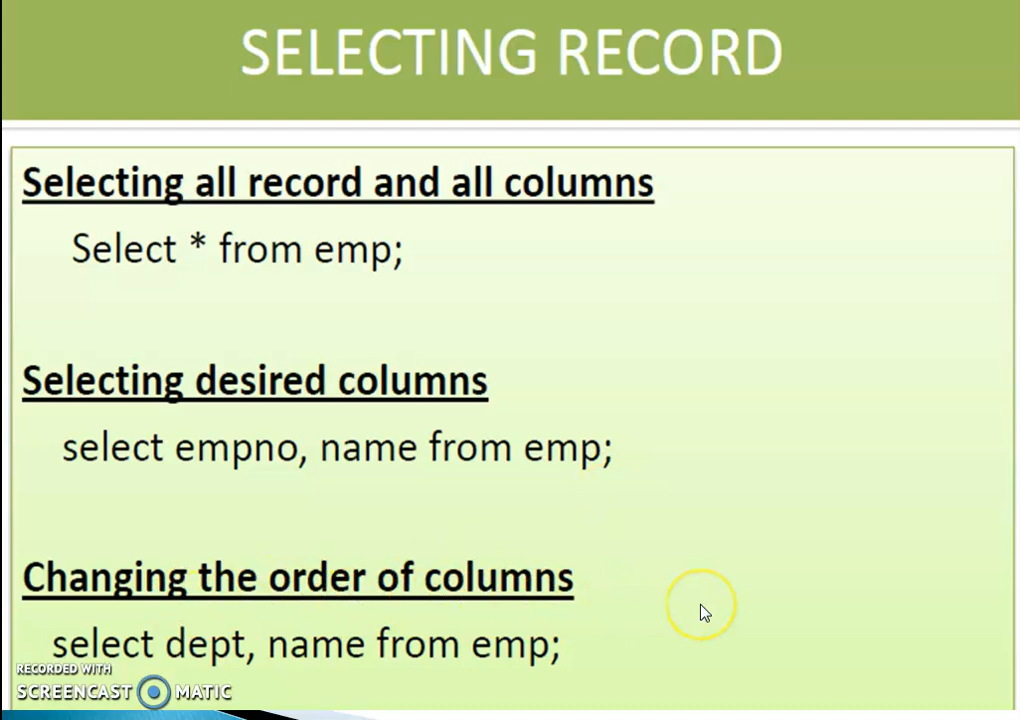 SELECTING RECORD
Selecting all record and all columns
Select * from emp;
Selecting desired columns
select empno, name from emp;
Changing the order of columns
select dept, name from emp;
RECORDED WITH
SCREENCAST MATIC